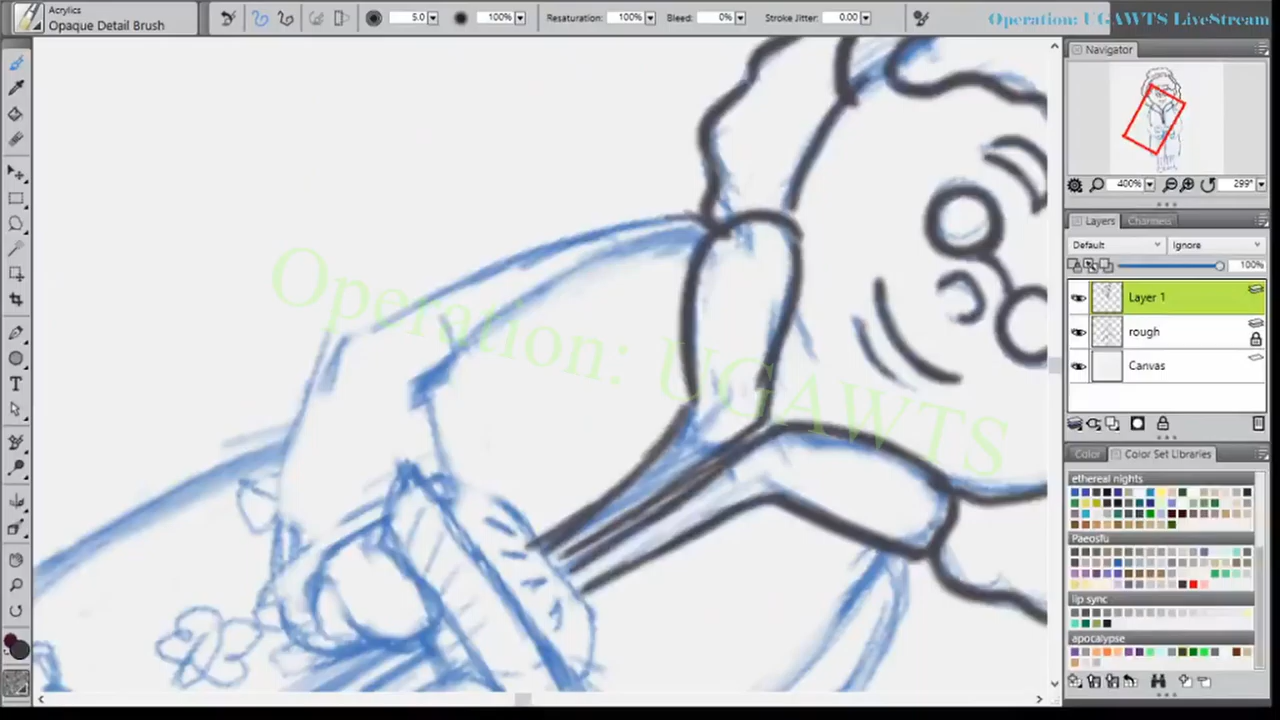 Acrylics
Opaque Detail Brush
5.0
100%
Resaturation: 100%
Bleed: 0%
Stroke Jitter: 0.00
Operation: UGAWTS LiveStream
Navigator
400%
299°
Layers
Channels
Default
Ignore
100%
Layer 1
rough
Canvas
Color
Color Set Libraries
ethereal nights
Paeosfu
lip sync
apocalypse
Operation: UGAWTS
T